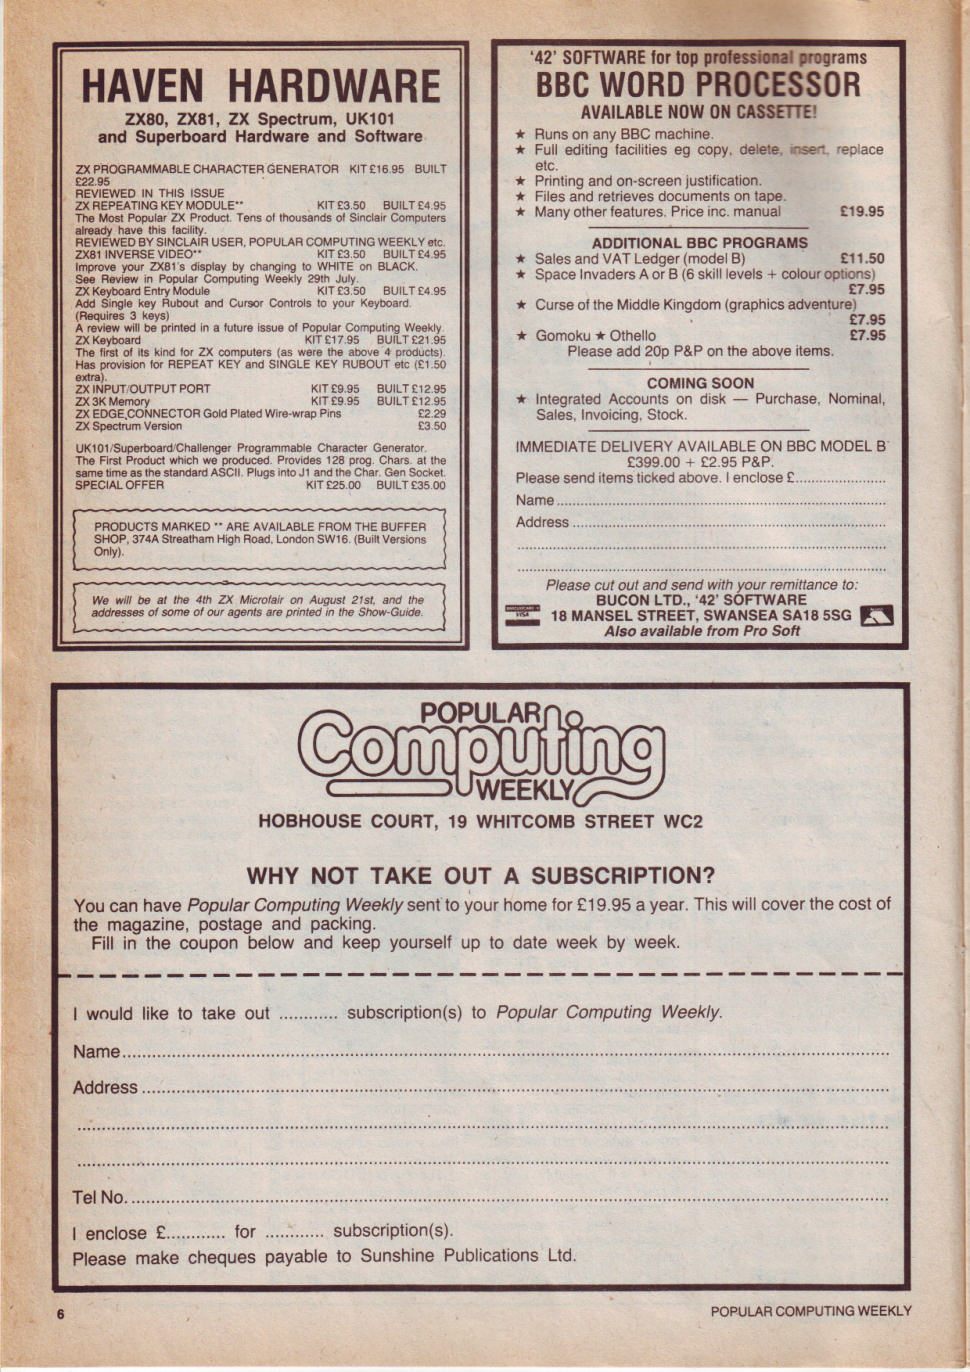 HAVEN HARDWARE
ZX80, ZX81, ZX Spectrum, UK101
and Superboard Hardware and Software
ZX PROGRAMMABLE CHARACTER GENERATOR KIT £16.95 BUILT
£22.95
REVIEWED IN THIS ISSUE
ZX REPEATING KEY MODULE** KIT £3.50 BUILT £4.95
The Most Popular ZX Product. Tens of thousands of Sinclair Computers
already have this facility.
REVIEWED BY SINCLAIR USER, POPULAR COMPUTING WEEKLY etc.
ZX81 INVERSE VIDEO** KIT £3.50 BUILT £4.95
Improve your ZX81's display by changing to WHITE on BLACK.
See Review in Popular Computing Weekly 29th July.
ZX Keyboard Entry Module KIT £3.50 BUILT £4.95
Add Single key Rubout and Cursor Controls to your Keyboard.
(Requires 3 keys)
A review will be printed in a future issue of Popular Computing Weekly.
ZX Keyboard KIT £17.95 BUILT £21.95
The first of its kind for ZX computers (as were the above 4 products).
Has provision for REPEAT KEY and SINGLE KEY RUBOUT etc (£1.50
extra).
ZX INPUT/OUTPUT PORT KIT £9.95 BUILT £12.95
ZX 3K Memory KIT £9.95 BUILT £12.95
ZX EDGE CONNECTOR Gold Plated Wire-wrap Pins £2.29
ZX Spectrum Version £3.50
UK101/Superboard/Challenger Programmable Character Generator.
The First Product which we produced. Provides 128 prog. Chars. at the
same time as the standard ASCII. Plugs into J1 and the Char. Gen Socket.
SPECIAL OFFER KIT £25.00 BUILT £35.00
PRODUCTS MARKED ** ARE AVAILABLE FROM THE BUFFER
SHOP, 374A Streatham High Road, London SW16. (Built Versions
Only).
We will be at the 4th ZX Microfair on August 21st, and the
addresses of some of our agents are printed in the Show-Guide.
'42' SOFTWARE for top professional programs
BBC WORD PROCESSOR
AVAILABLE NOW ON CASSETTE!
★ Runs on any BBC machine.
★ Full editing facilities eg copy, delete, insert, replace
etc.
★ Printing and on-screen justification.
★ Files and retrieves documents on tape.
★ Many other features. Price inc. manual £19.95
ADDITIONAL BBC PROGRAMS
★ Sales and VAT Ledger (model B) £11.50
★ Space Invaders A or B (6 skill levels + colour options)
£7.95
★ Curse of the Middle Kingdom (graphics adventure)
£7.95
★ Gomoku ★ Othello £7.95
Please add 20p P&P on the above items.
COMING SOON
★ Integrated Accounts on disk — Purchase, Nominal,
Sales, Invoicing, Stock.
IMMEDIATE DELIVERY AVAILABLE ON BBC MODEL B
£399.00 + £2.95 P&P.
Please send items ticked above. I enclose £.......................
Name..........................................................................
Address......................................................................
Please cut out and send with your remittance to:
BUCON LTD., '42' SOFTWARE
BARCLAYCARD VISA
18 MANSEL STREET, SWANSEA SA18 5SG
Also available from Pro Soft
POPULAR
Computing
WEEKLY
HOBHOUSE COURT, 19 WHITCOMB STREET WC2
WHY NOT TAKE OUT A SUBSCRIPTION?
You can have Popular Computing Weekly sent to your home for £19.95 a year. This will cover the cost of
the magazine, postage and packing.
Fill in the coupon below and keep yourself up to date week by week.
I would like to take out ............ subscription(s) to Popular Computing Weekly.
Name..........................................................................
Address......................................................................
Tel No........................................................................
I enclose £............ for ............ subscription(s).
Please make cheques payable to Sunshine Publications Ltd.
6
POPULAR COMPUTING WEEKLY